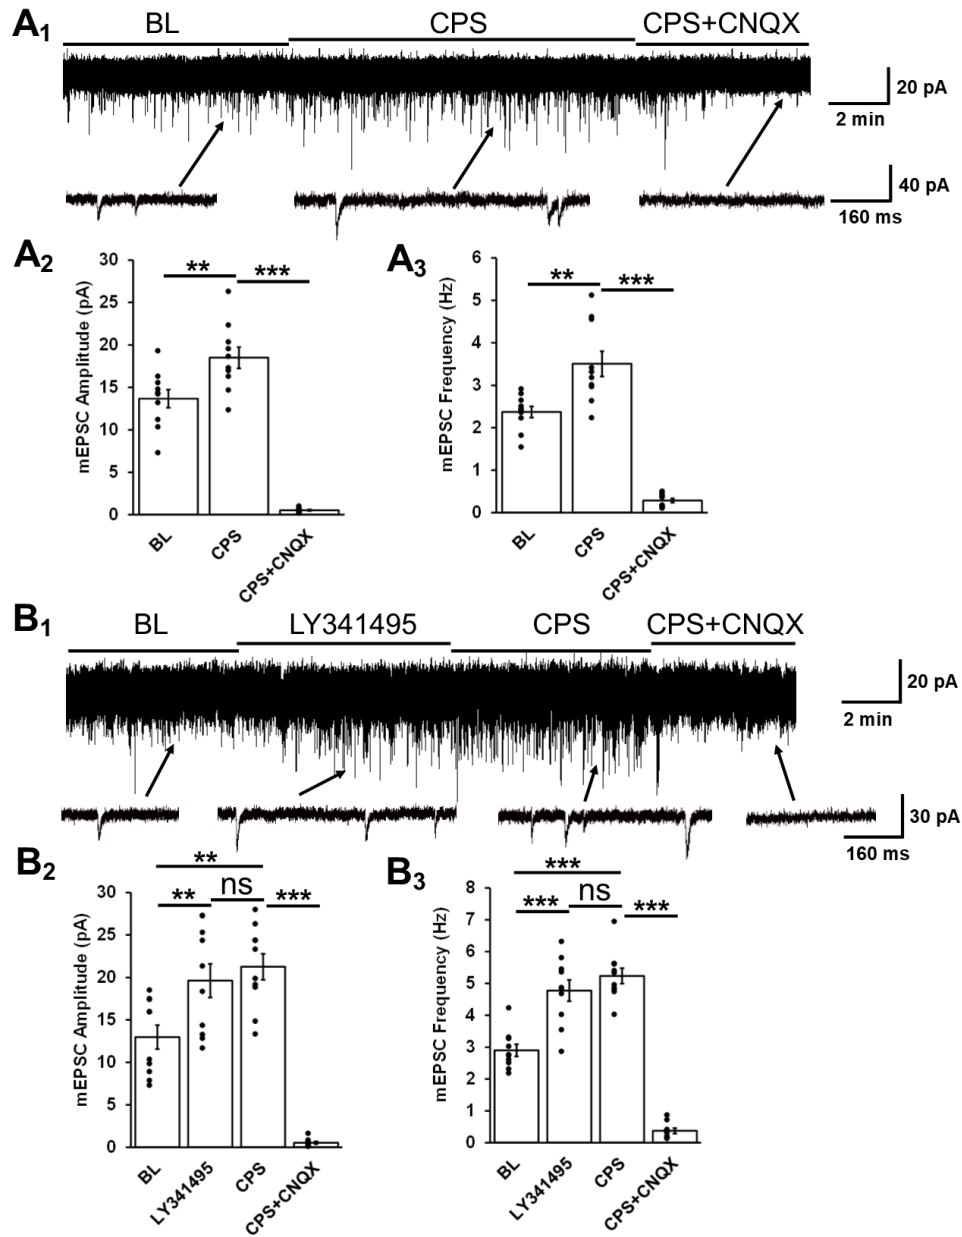 A1 BL CPS CPS+CNQX
20 pA
2 min
40 pA
160 ms
A2
mEPSC Amplitude (pA)
30
25
20
15
10
5
0
** ***
BL CPS CPS+CNQX
A3
mEPSC Frequency (Hz)
6
5
4
3
2
1
0
** ***
BL CPS CPS+CNQX
B1 BL LY341495 CPS CPS+CNQX
20 pA
2 min
30 pA
160 ms
B2
mEPSC Amplitude (pA)
30
25
20
15
10
5
0
**
** ns ***
BL LY341495 CPS CPS+CNQX
B3
mEPSC Frequency (Hz)
8
7
6
5
4
3
2
1
0
***
*** ns ***
BL LY341495 CPS CPS+CNQX